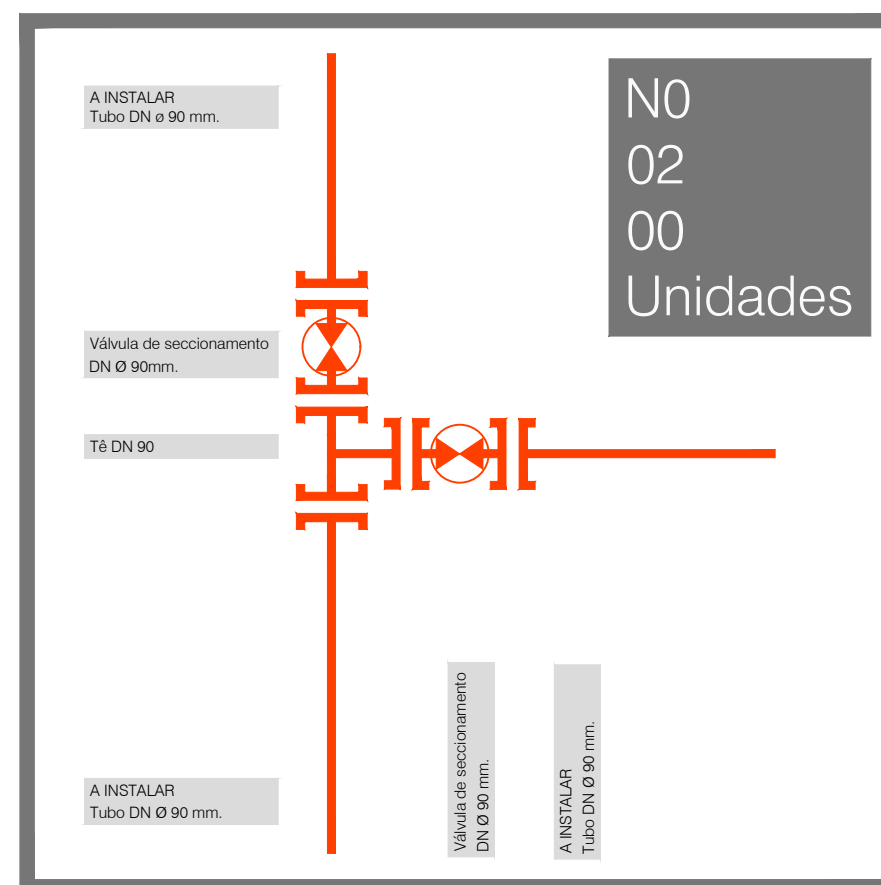 A INSTALAR
Tubo DN ø 90 mm.
N0
02
00
Unidades
Válvula de seccionamento
DN Ø 90mm.
Tê DN 90
A INSTALAR
Tubo DN Ø 90 mm.
Válvula de seccionamento
DN Ø 90 mm.
A INSTALAR
Tubo DN Ø 90 mm.